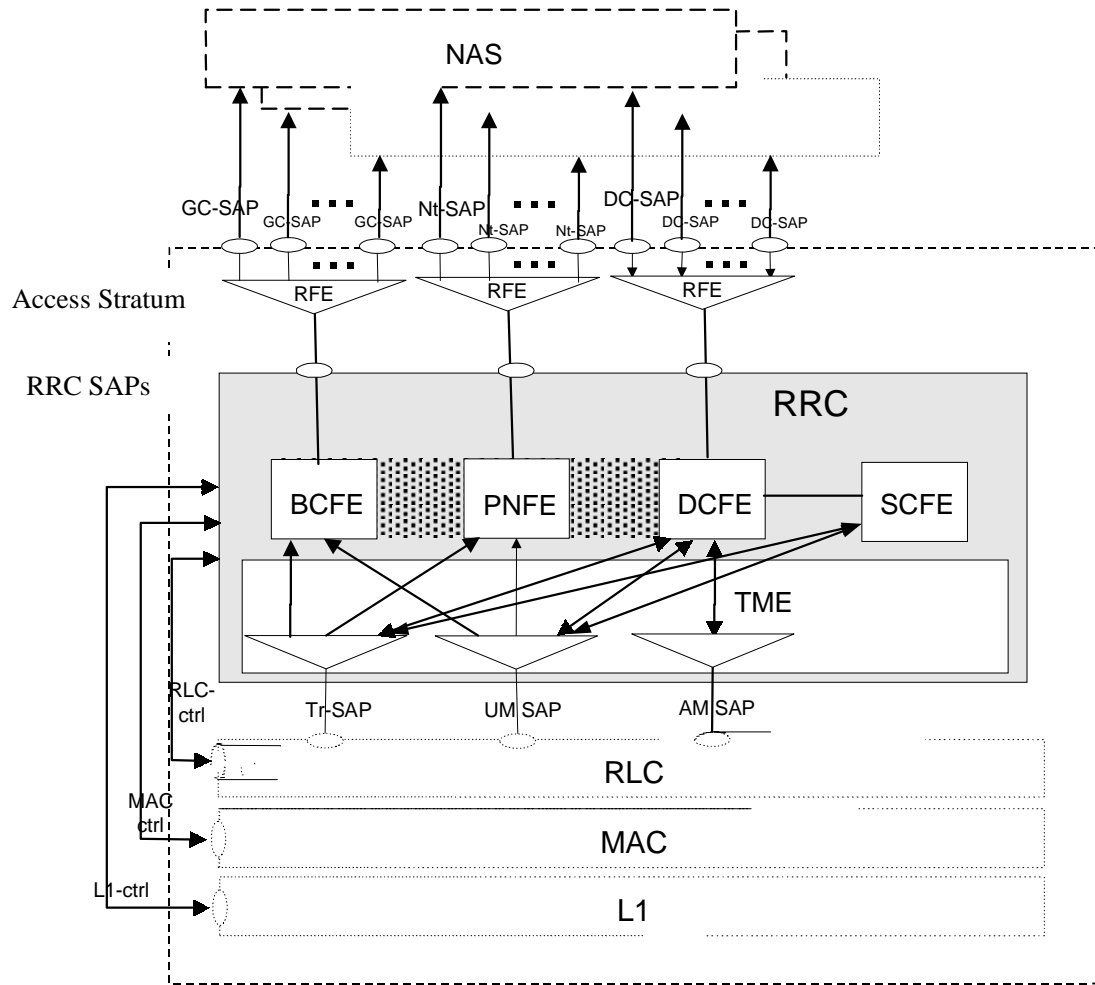 NAS
GC-SAP
GC-SAP
GC-SAP
Nt-SAP
Nt-SAP
Nt-SAP
DC-SAP
DC-SAP
DC-SAP
RFE
RFE
RFE
Access Stratum
RRC SAPs
RRC
BCFE
PNFE
DCFE
SCFE
TME
RLC-
ctrl
Tr-SAP
UM SAP
AM SAP
RLC
MAC
ctrl
MAC
L1-ctrl
L1